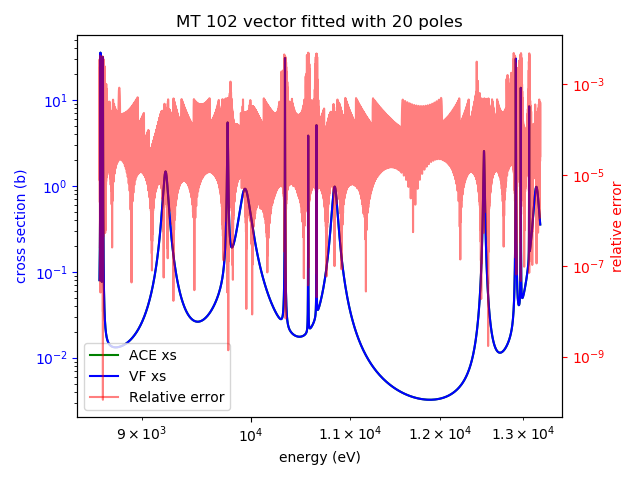 MT 102 vector fitted with 20 poles
cross section (b)
10¹
10⁰
10⁻¹
10⁻²
10⁻³
10⁻⁵
10⁻⁷
10⁻⁹
relative error
ACE xs
VF xs
Relative error
9 × 10³ 10⁴ 1.1 × 10⁴ 1.2 × 10⁴ 1.3 × 10⁴
energy (eV)